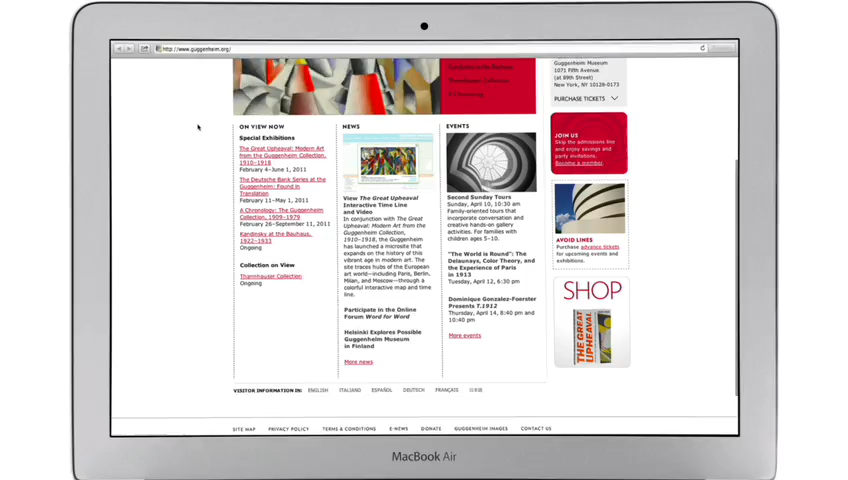 http://www.guggenheim.org/
Guggenheim Museum
1071 Fifth Avenue
(at 89th Street)
New York, NY 10128-0173
PURCHASE TICKETS
A Chronology
JOIN US
Skip the admissions line
and enjoy savings and
party invitations.
Become a member.
AVOID LINES
Purchase advance tickets
for upcoming events and
exhibitions.
SHOP
THE GREAT
UPHEAVAL
ON VIEW NOW
Special Exhibitions
The Great Upheaval: Modern Art
from the Guggenheim Collection,
1910–1918
February 4–June 1, 2011
The Deutsche Bank Series at the
Guggenheim: Found in
Translation
February 11–May 1, 2011
A Chronology: The Guggenheim
Collection, 1909–1979
February 26–September 11, 2011
Kandinsky at the Bauhaus,
1922–1933
Ongoing
Collection on View
Thannhauser Collection
Ongoing
NEWS
View The Great Upheaval
Interactive Time Line
and Video
In conjunction with The Great
Upheaval: Modern Art from the
Guggenheim Collection,
1910–1918, the Guggenheim
has launched a microsite that
expands on the history of this
vibrant age in modern art. The
site traces hubs of the European
art world—including Paris, Berlin,
Milan, and Moscow—through a
colorful interactive map and time
line.
Participate in the Online
Forum Word for Word
Helsinki Explores Possible
Guggenheim Museum
in Finland
More news
EVENTS
Second Sunday Tours
Sunday, April 10, 10:30 am
Family-oriented tours that
incorporate conversation and
creative hands-on gallery
activities. For families with
children ages 5–10.
"The World is Round": The
Delaunays, Color Theory, and
the Experience of Paris
in 1913
Tuesday, April 12, 6:30 pm
Dominique Gonzalez-Foerster
Presents T.1912
Thursday, April 14, 8:40 pm and
10:40 pm
More events
VISITOR INFORMATION IN: ENGLISH ITALIANO ESPAÑOL DEUTSCH FRANÇAIS
SITE MAP PRIVACY POLICY TERMS & CONDITIONS E-NEWS DONATE GUGGENHEIM IMAGES CONTACT US
MacBook Air